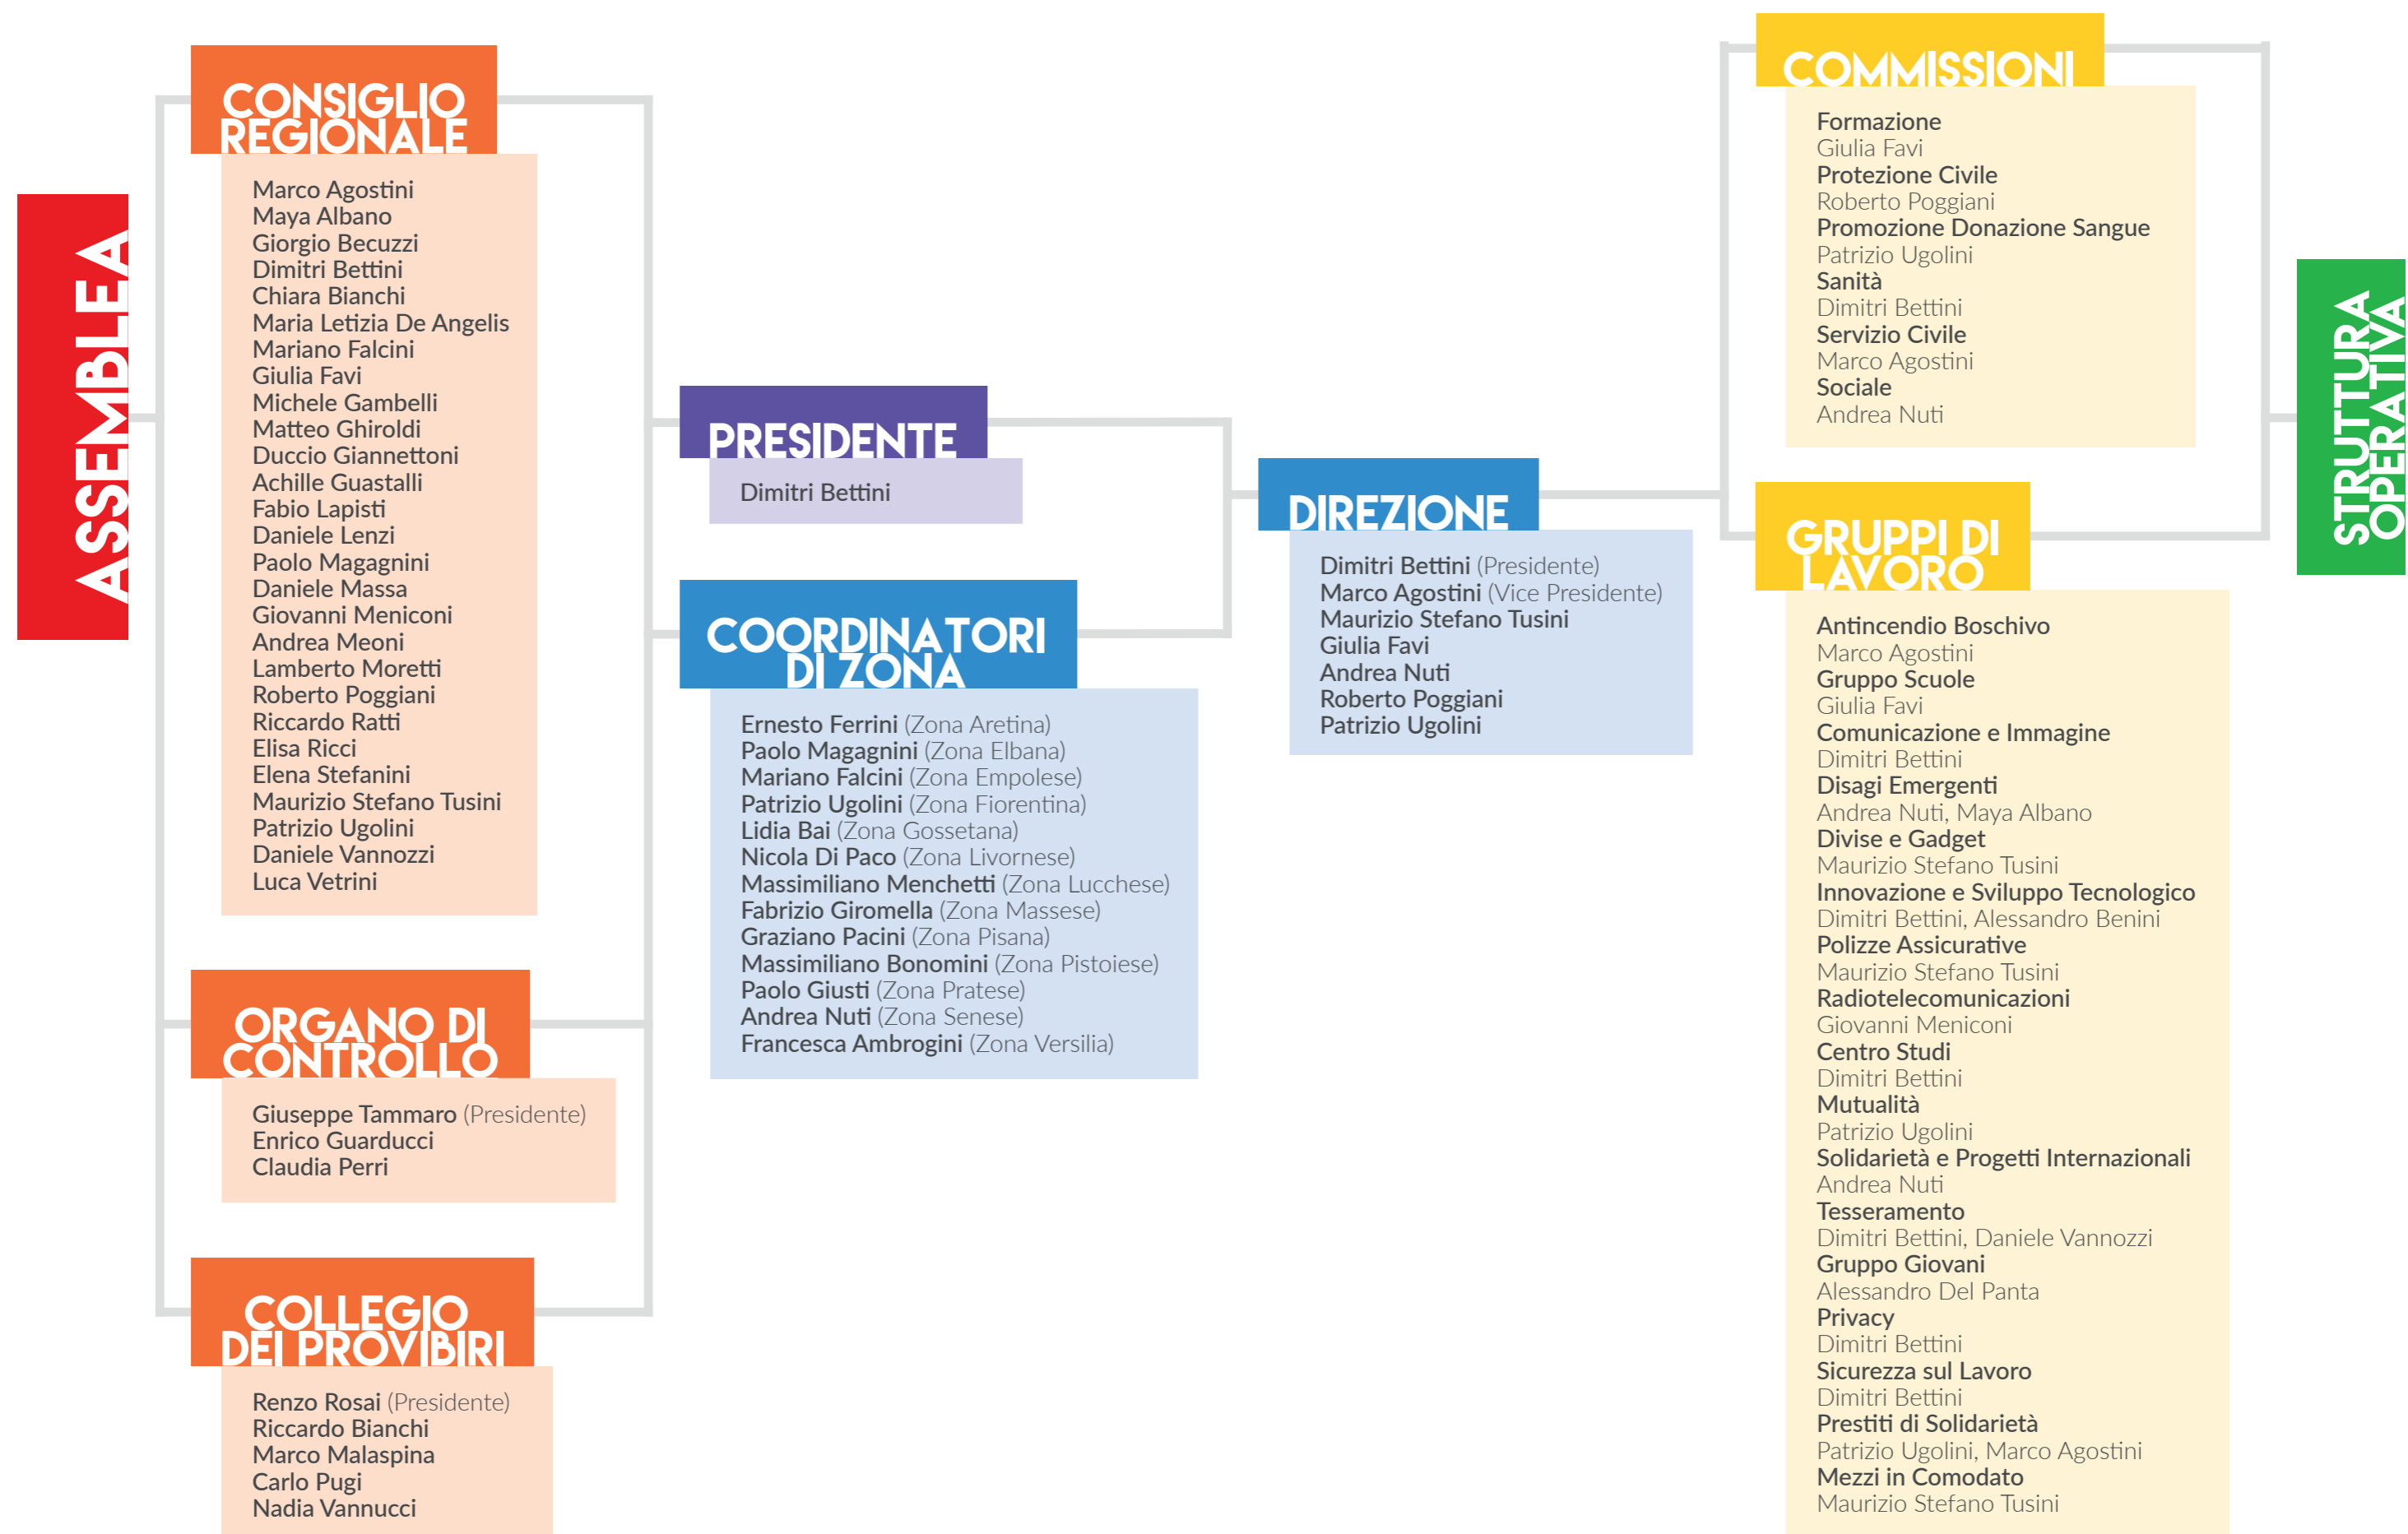 ASSEMBLEA
CONSIGLIO
REGIONALE
Marco Agostini
Maya Albano
Giorgio Becuzzi
Dimitri Bettini
Chiara Bianchi
Maria Letizia De Angelis
Mariano Falcini
Giulia Favi
Michele Gambelli
Matteo Ghiroldi
Duccio Giannettoni
Achille Guastalli
Fabio Lapisti
Daniele Lenzi
Paolo Magagnini
Daniele Massa
Giovanni Meniconi
Andrea Meoni
Lamberto Moretti
Roberto Poggiani
Riccardo Ratti
Elisa Ricci
Elena Stefanini
Maurizio Stefano Tusini
Patrizio Ugolini
Daniele Vannozzi
Luca Vetrini
ORGANO DI
CONTROLLO
Giuseppe Tammaro (Presidente)
Enrico Guarducci
Claudia Perri
COLLEGIO
DEI PROVIBIRI
Renzo Rosai (Presidente)
Riccardo Bianchi
Marco Malaspina
Carlo Pugi
Nadia Vannucci
PRESIDENTE
Dimitri Bettini
COORDINATORI
DI ZONA
Ernesto Ferrini (Zona Aretina)
Paolo Magagnini (Zona Elbana)
Mariano Falcini (Zona Empolese)
Patrizio Ugolini (Zona Fiorentina)
Lidia Bai (Zona Gossetana)
Nicola Di Paco (Zona Livornese)
Massimiliano Menchetti (Zona Lucchese)
Fabrizio Giromella (Zona Massese)
Graziano Pacini (Zona Pisana)
Massimiliano Bonomini (Zona Pistoiese)
Paolo Giusti (Zona Pratese)
Andrea Nuti (Zona Senese)
Francesca Ambrogini (Zona Versilia)
DIREZIONE
Dimitri Bettini (Presidente)
Marco Agostini (Vice Presidente)
Maurizio Stefano Tusini
Giulia Favi
Andrea Nuti
Roberto Poggiani
Patrizio Ugolini
COMMISSIONI
Formazione
Giulia Favi
Protezione Civile
Roberto Poggiani
Promozione Donazione Sangue
Patrizio Ugolini
Sanità
Dimitri Bettini
Servizio Civile
Marco Agostini
Sociale
Andrea Nuti
GRUPPI DI
LAVORO
Antincendio Boschivo
Marco Agostini
Gruppo Scuole
Giulia Favi
Comunicazione e Immagine
Dimitri Bettini
Disagi Emergenti
Andrea Nuti, Maya Albano
Divise e Gadget
Maurizio Stefano Tusini
Innovazione e Sviluppo Tecnologico
Dimitri Bettini, Alessandro Benini
Polizze Assicurative
Maurizio Stefano Tusini
Radiotelecomunicazioni
Giovanni Meniconi
Centro Studi
Dimitri Bettini
Mutualità
Patrizio Ugolini
Solidarietà e Progetti Internazionali
Andrea Nuti
Tesseramento
Dimitri Bettini, Daniele Vannozzi
Gruppo Giovani
Alessandro Del Panta
Privacy
Dimitri Bettini
Sicurezza sul Lavoro
Dimitri Bettini
Prestiti di Solidarietà
Patrizio Ugolini, Marco Agostini
Mezzi in Comodato
Maurizio Stefano Tusini
STRUTTURA
OPERATIVA